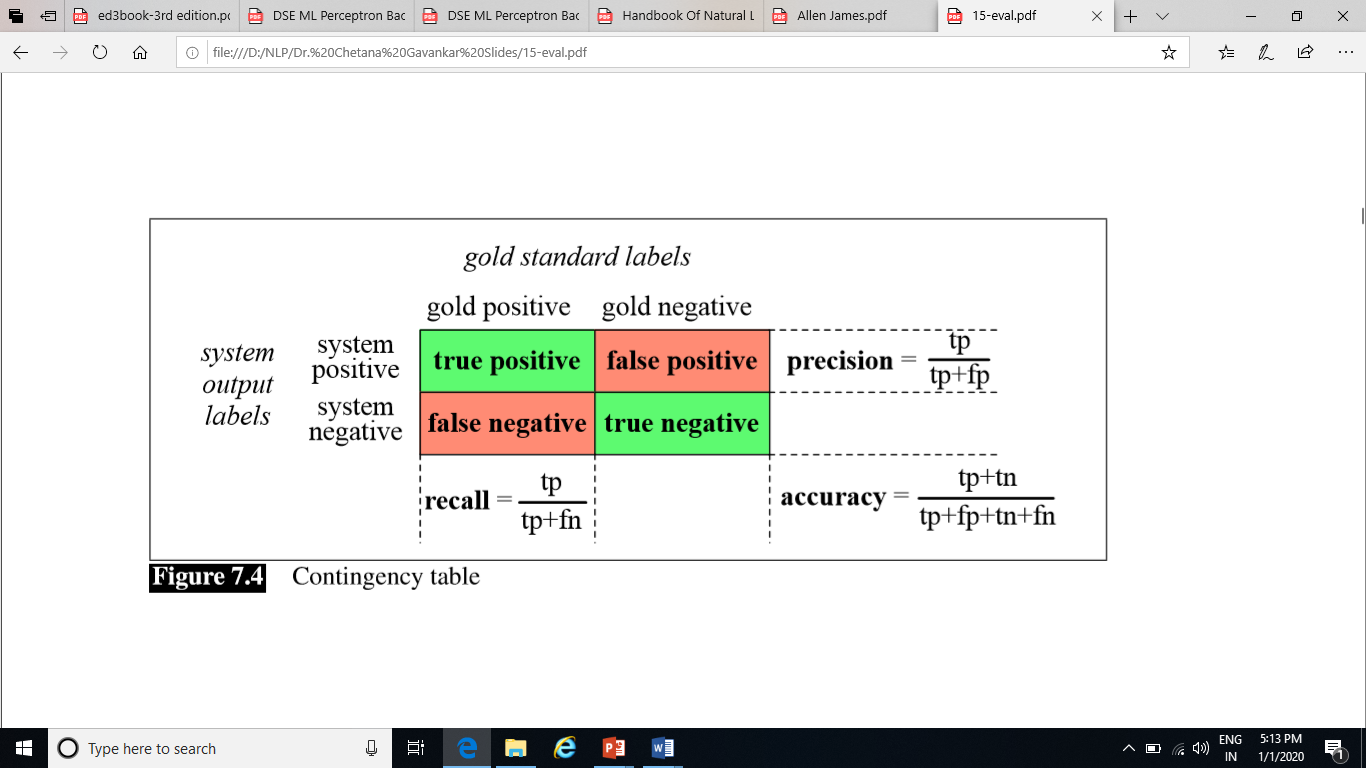 ed3book-3rd edition.pd
DSE ML Perceptron Bac
DSE ML Perceptron Bac
Handbook Of Natural L
Allen James.pdf
15-eval.pdf
file:///D:/NLP/Dr.%20Chetana%20Gavankar%20Slides/15-eval.pdf
gold standard labels
gold positive gold negative
system output labels
system positive
true positive false positive
precision = tp
tp+fp
system negative
false negative true negative
recall = tp
tp+fn
accuracy = tp+tn
tp+fp+tn+fn
Figure 7.4 Contingency table
Type here to search
ENG
IN
5:13 PM
1/1/2020
1